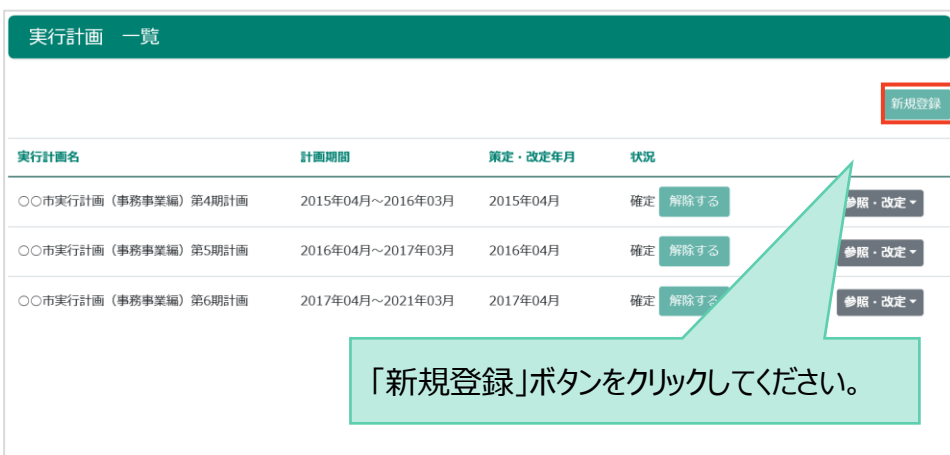 実行計画　一覧
新規登録
実行計画名 計画期間 策定・改定年月 状況
○○市実行計画（事務事業編）第4期計画 2015年04月～2016年03月 2015年04月 確定 解除する 参照・改定
○○市実行計画（事務事業編）第5期計画 2016年04月～2017年03月 2016年04月 確定 解除する 参照・改定
○○市実行計画（事務事業編）第6期計画 2017年04月～2021年03月 2017年04月 確定 解除する 参照・改定
「新規登録」ボタンをクリックしてください。